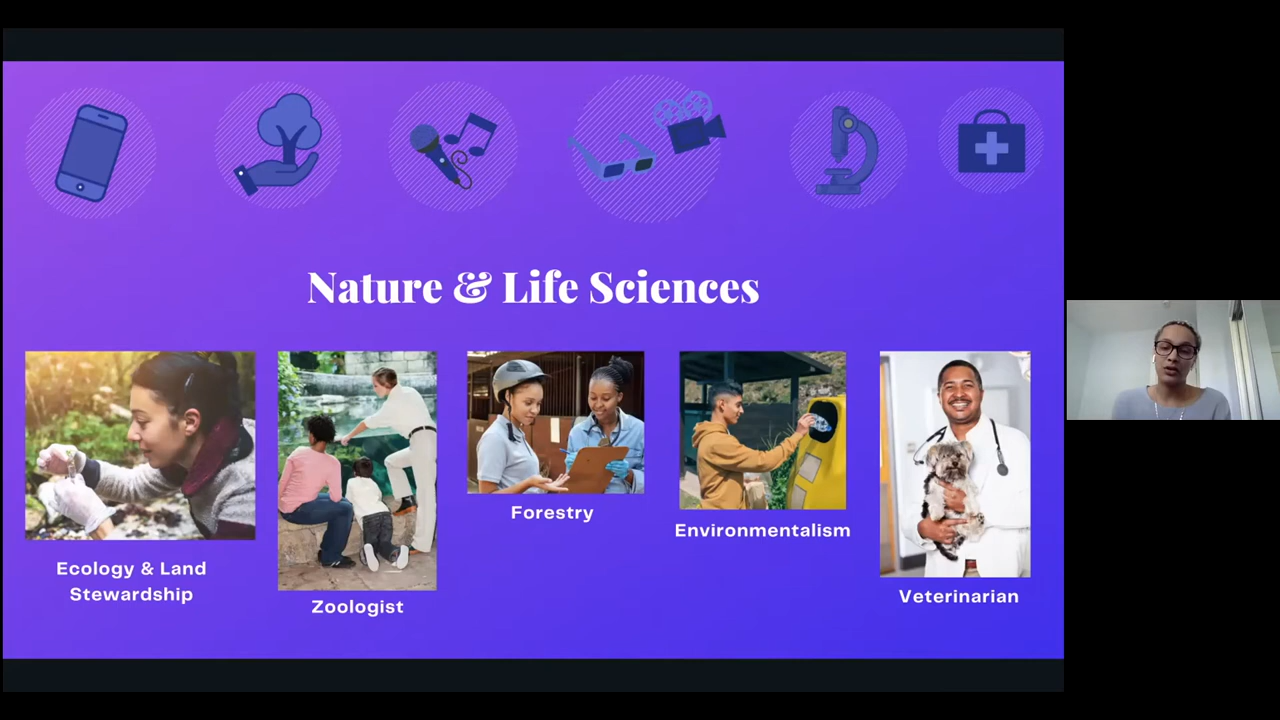 Nature & Life Sciences
Ecology & Land
Stewardship
Zoologist
Forestry
Environmentalism
Veterinarian